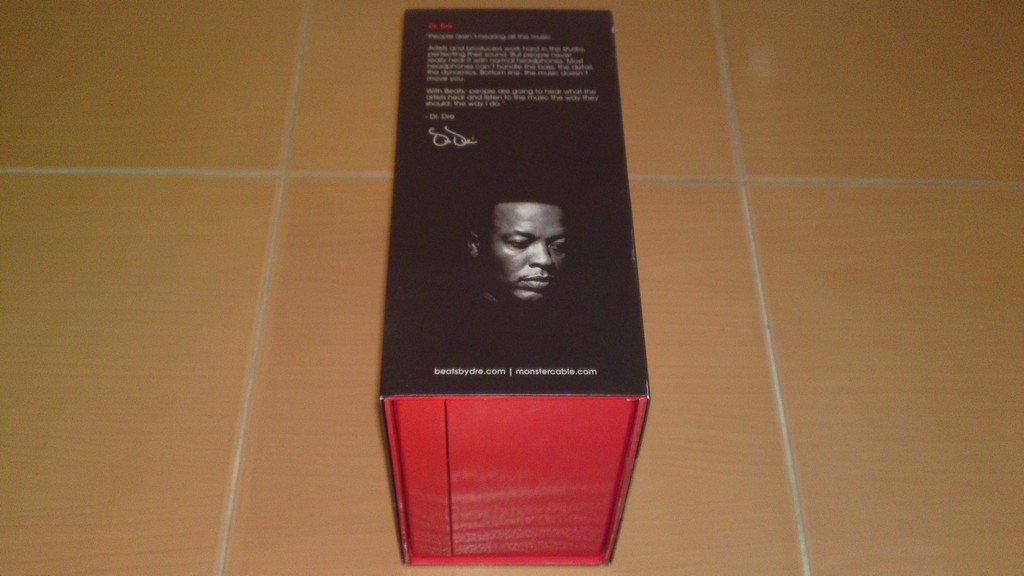 Dr. Dre
"People aren't hearing all the music.
Artists and producers work hard in the studio,
perfecting their sound. But people never
really hear it with normal headphones. Most
headphones can't handle the bass, the detail,
the dynamics. Bottom line: the music doesn't
move you.
With Beats, people are going to hear what the
artists hear and listen to the music the way they
should: the way I do."
- Dr. Dre
beatsbydre.com | monstercable.com